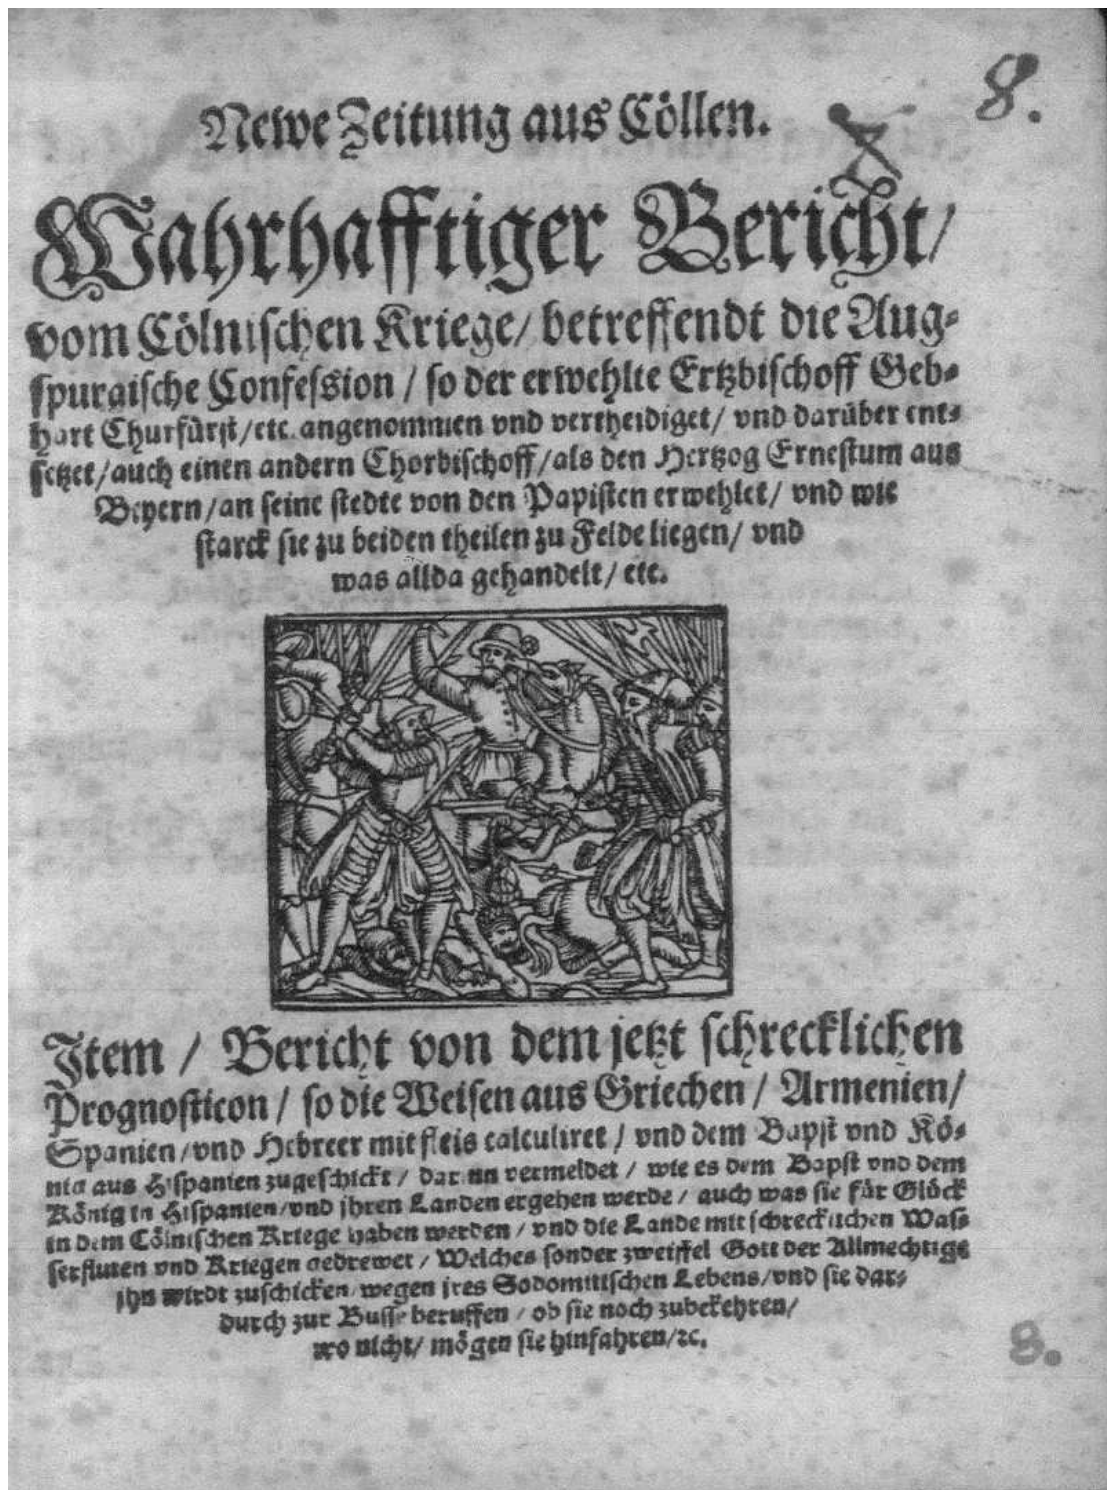 8.
Newe Zeitung aus Cöllen.
Wahrhafftiger Bericht/
vom Cölnischen Kriege/ betreffendt die Aug-
spurgische Confession / so der erwehlte Ertzbischoff Geb-
hart Churfürst/etc. angenommen vnd vertheidiget/ vnd darüber ent-
setzet/auch einen andern Chorbischoff/als den Hertzog Ernestum aus
Beyern/an seine stedte von den Papisten erwehlet/ vnd wie
starck sie zu beiden theilen zu Felde liegen/ vnd
was allda gehandelt/ etc.
Item / Bericht von dem jetzt schrecklichen
Prognosticon/ so die Weisen aus Griechen/ Armenien/
Spanien/vnd Hebreer mit fleis calculiret/ vnd dem Bapst vnd Kö-
nig aus Hispanien zugeschickt/ darinn vermeldet/ wie es dem Bapst vnd dem
König in Hispanien/vnd jhren Landen ergehen werde/ auch was sie für Glück
in dem Cölnischen Kriege haben werden/ vnd die Lande mit schrecklichen Was-
serfluten vnd Kriegen gedrewet/ Welches sonder zweiffel Gott der Allmechtige
jhn wirdt zuschicken/wegen jres Sodomitischen Lebens/vnd sie dar-
durch zur Busse beruffen/ ob sie noch zubekehren/
wo nicht/ mögen sie hinfahren/ꝛc.
8.